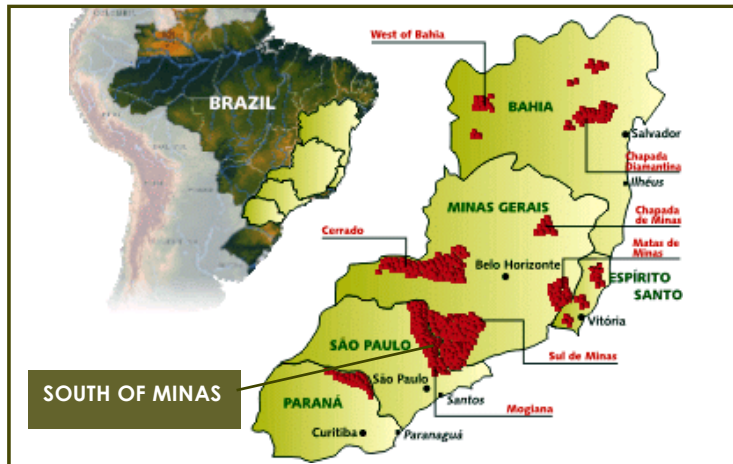 West of Bahia
BRAZIL
BAHIA
Salvador
Chapada
Diamantina
Ilhéus
MINAS GERAIS
Chapada
de Minas
Cerrado
Matas de
Minas
Belo Horizonte
ESPÍRITO
SANTO
Vitória
SÃO PAULO
Sul de Minas
SOUTH OF MINAS
São Paulo
Santos
PARANÁ
Mogiana
Curitiba
Paranaguá